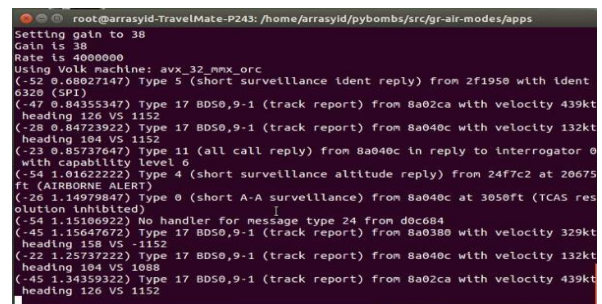 root@arrasyid-TravelMate-P243: /home/arrasyid/pybombs/src/gr-air-modes/apps
Setting gain to 38
Gain is 38
Rate is 4000000
Using Volk machine: avx_32_mmx_orc
(-52 0.68027147) Type 5 (short surveillance ident reply) from 2f1950 with ident
6320 (SPI)
(-47 0.84355347) Type 17 BDS0,9-1 (track report) from 8a02ca with velocity 439kt
heading 126 VS 1152
(-28 0.84723922) Type 17 BDS0,9-1 (track report) from 8a040c with velocity 132kt
heading 104 VS 1152
(-23 0.85737647) Type 11 (all call reply) from 8a040c in reply to interrogator 0
with capability level 6
(-54 1.01622222) Type 4 (short surveillance altitude reply) from 24f7c2 at 20675
ft (AIRBORNE ALERT)
(-26 1.14979847) Type 0 (short A-A surveillance) from 8a040c at 3050ft (TCAS res
olution inhibited)
(-54 1.15106922) No handler for message type 24 from d0c684
(-45 1.15647672) Type 17 BDS0,9-1 (track report) from 8a0380 with velocity 329kt
heading 158 VS -1152
(-22 1.25737222) Type 17 BDS0,9-1 (track report) from 8a040c with velocity 132kt
heading 104 VS 1088
(-45 1.34359322) Type 17 BDS0,9-1 (track report) from 8a02ca with velocity 439kt
heading 126 VS 1152